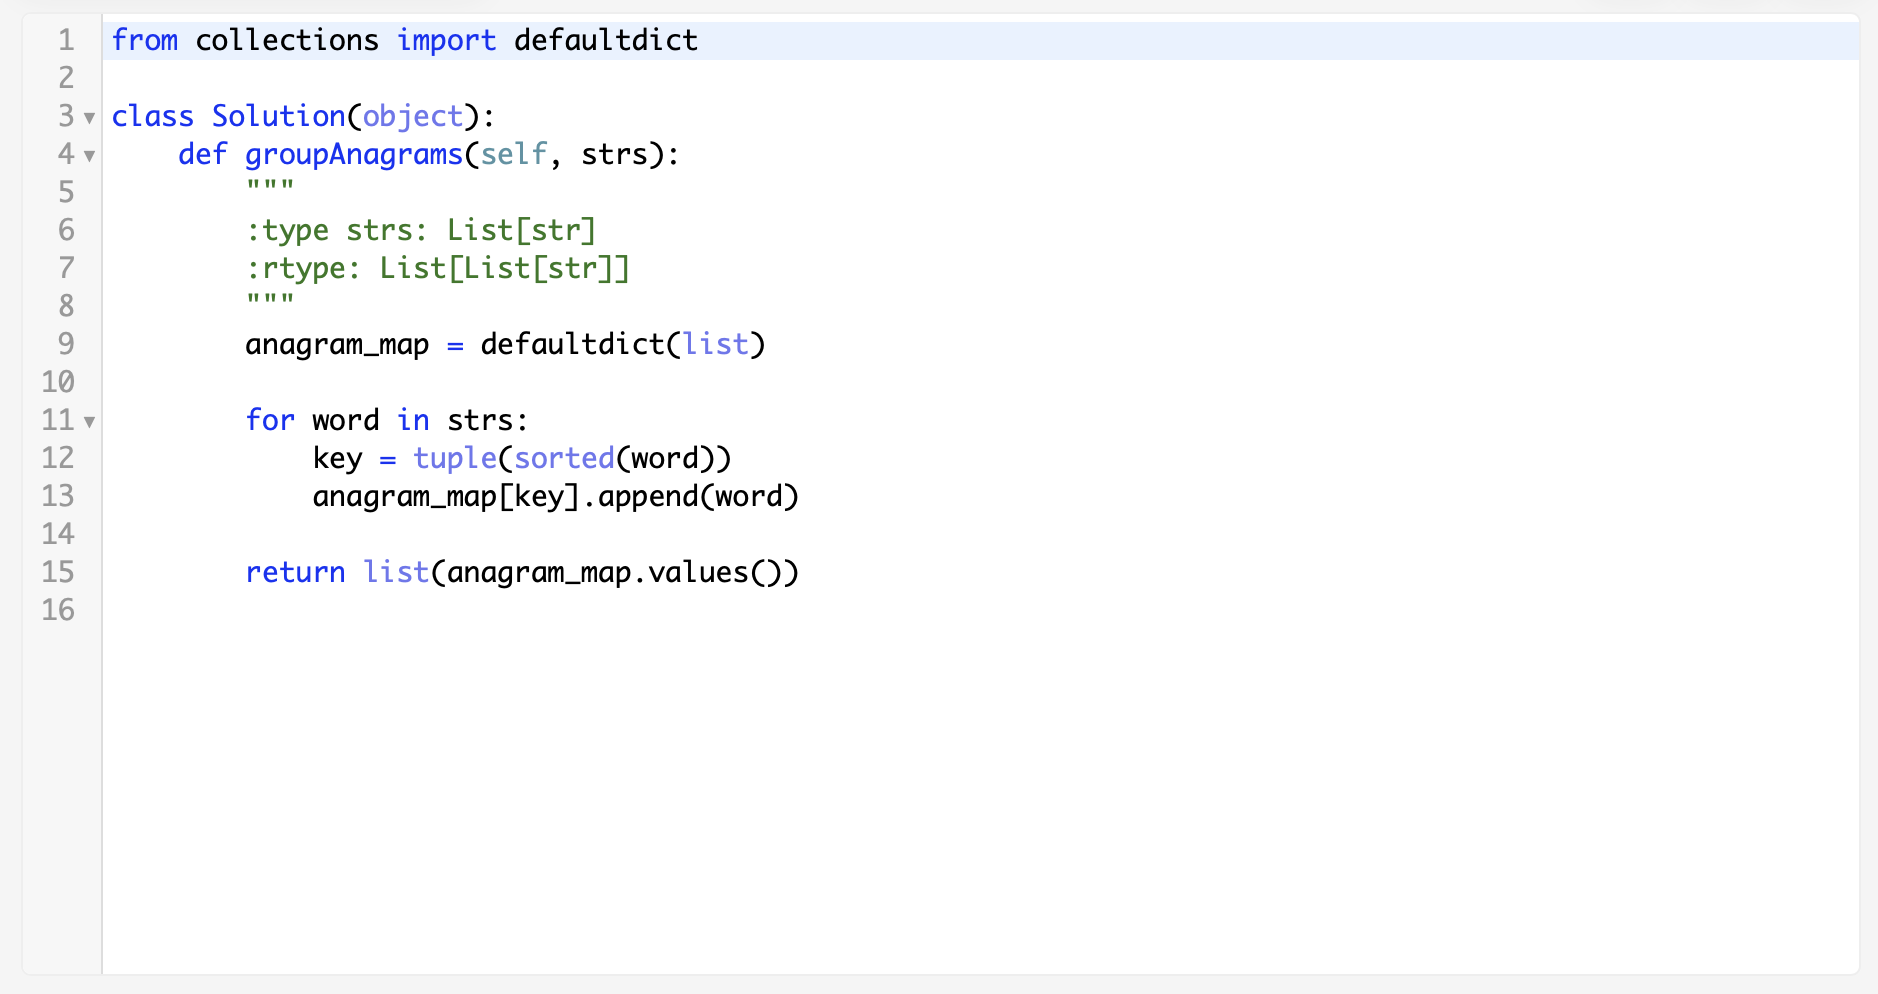 1 from collections import defaultdict
2
3 class Solution(object):
4     def groupAnagrams(self, strs):
5         """
6         :type strs: List[str]
7         :rtype: List[List[str]]
8         """
9         anagram_map = defaultdict(list)
10
11         for word in strs:
12             key = tuple(sorted(word))
13             anagram_map[key].append(word)
14
15         return list(anagram_map.values())
16